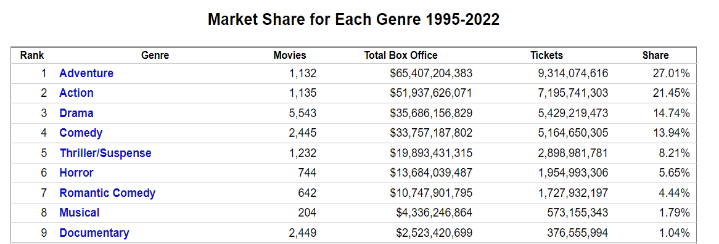 Market Share for Each Genre 1995-2022
Rank Genre Movies Total Box Office Tickets Share
1 Adventure 1,132 $65,407,204,383 9,314,074,616 27.01%
2 Action 1,135 $51,937,626,071 7,195,741,303 21.45%
3 Drama 5,543 $35,686,156,829 5,429,219,473 14.74%
4 Comedy 2,445 $33,757,187,802 5,164,650,305 13.94%
5 Thriller/Suspense 1,232 $19,893,431,315 2,898,981,781 8.21%
6 Horror 744 $13,684,039,487 1,954,993,306 5.65%
7 Romantic Comedy 642 $10,747,901,795 1,727,932,197 4.44%
8 Musical 204 $4,336,246,864 573,155,343 1.79%
9 Documentary 2,449 $2,523,420,699 376,555,994 1.04%